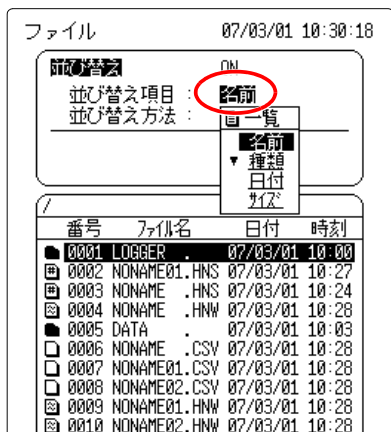 ファイル 07/03/01 10:30:18
並び替え ON
並び替え項目 : 名前
並び替え方法 :
一覧
名前
▼ 種類
日付
サイズ
/
番号 ファイル名 日付 時刻
0001 LOGGER . 07/03/01 10:00
0002 NONAME01.HNS 07/03/01 10:27
0003 NONAME .HNS 07/03/01 10:24
0004 NONAME .HNW 07/03/01 10:28
0005 DATA . 07/03/01 10:03
0006 NONAME .CSV 07/03/01 10:28
0007 NONAME01.CSV 07/03/01 10:28
0008 NONAME02.CSV 07/03/01 10:28
0009 NONAME01.HNW 07/03/01 10:28
0010 NONAME02.HNW 07/03/01 10:28